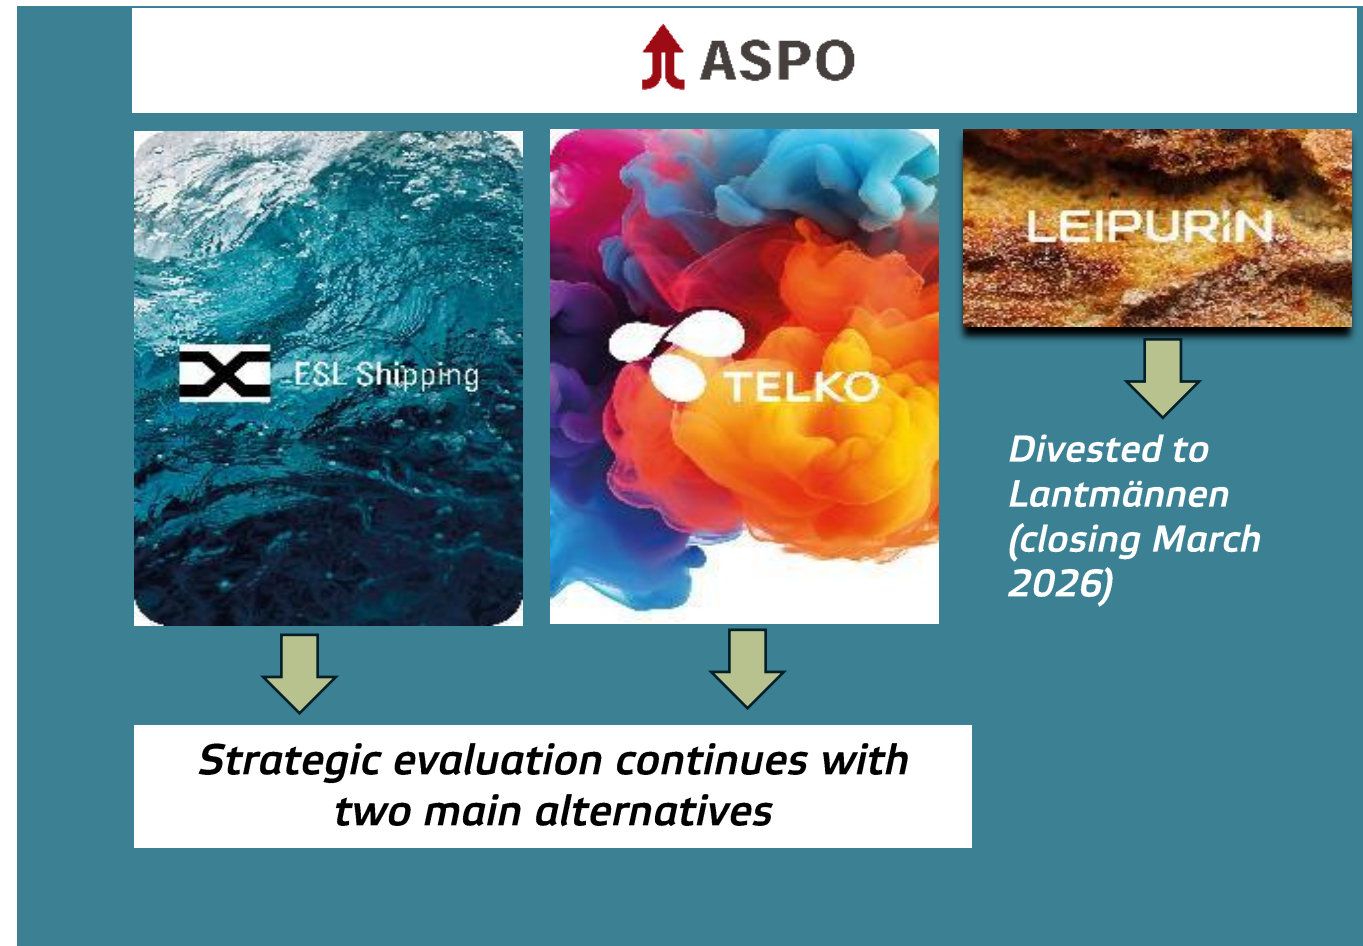 ASPO
ESL Shipping
TELKO
LEIPURIN
Divested to
Lantmännen
(closing March
2026)
Strategic evaluation continues with
two main alternatives